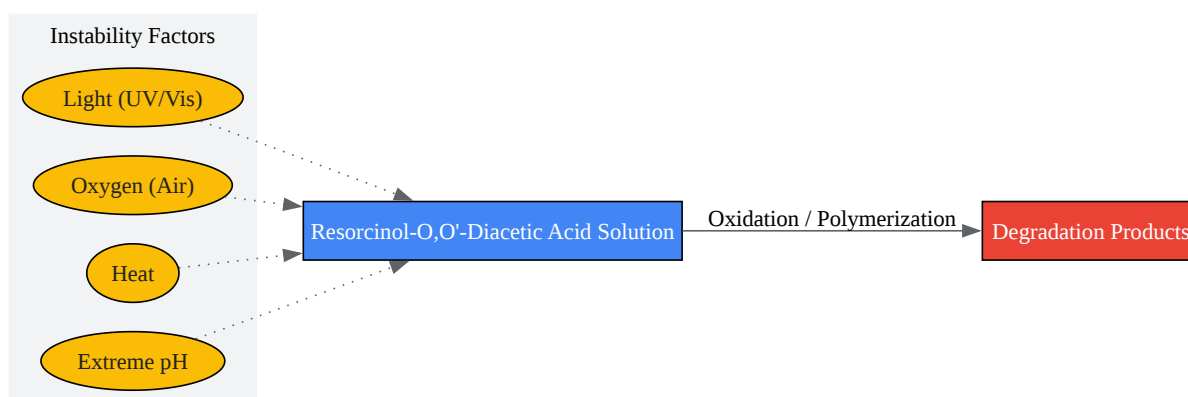 Instability Factors
Light (UV/Vis)
Oxygen (Air)
Heat
Extreme pH
Resorcinol-O,O'-Diacetic Acid Solution
Oxidation / Polymerization
Degradation Products